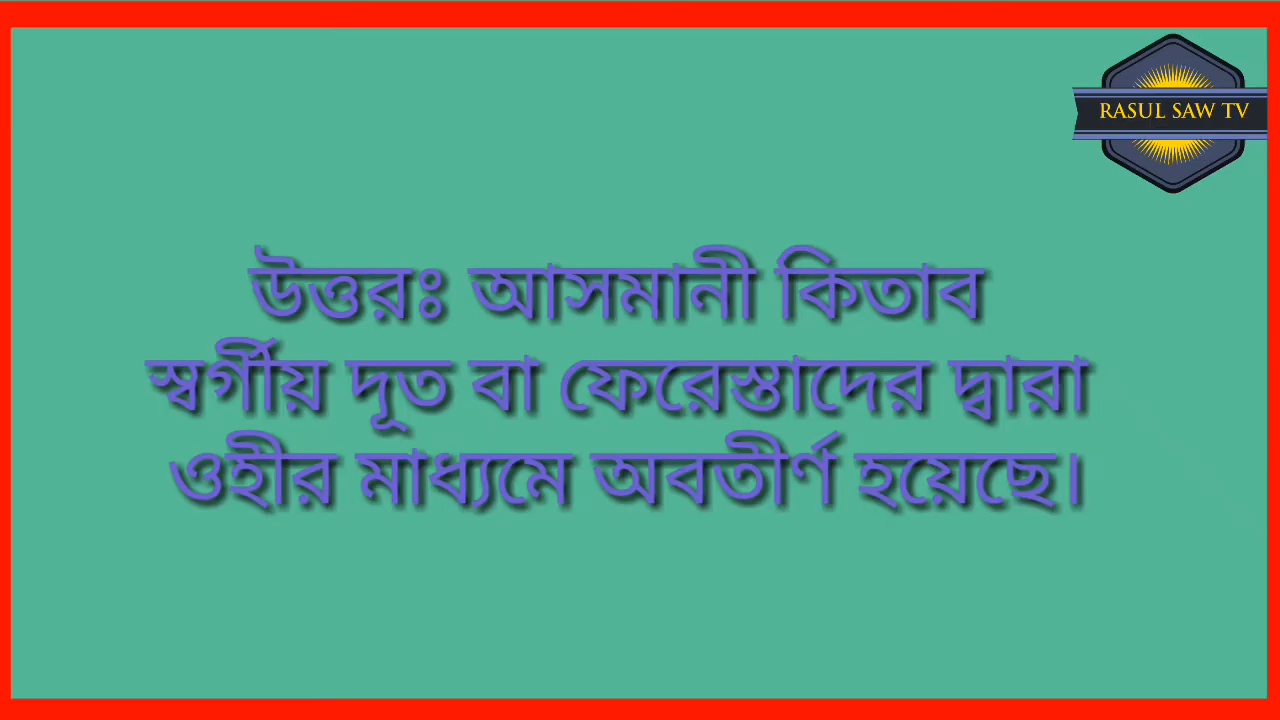 RASUL SAW TV
উত্তরঃ আসমানী কিতাব
স্বর্গীয় দূত বা ফেরেস্তাদের দ্বারা
ওহীর মাধ্যমে অবতীর্ণ হয়েছে।